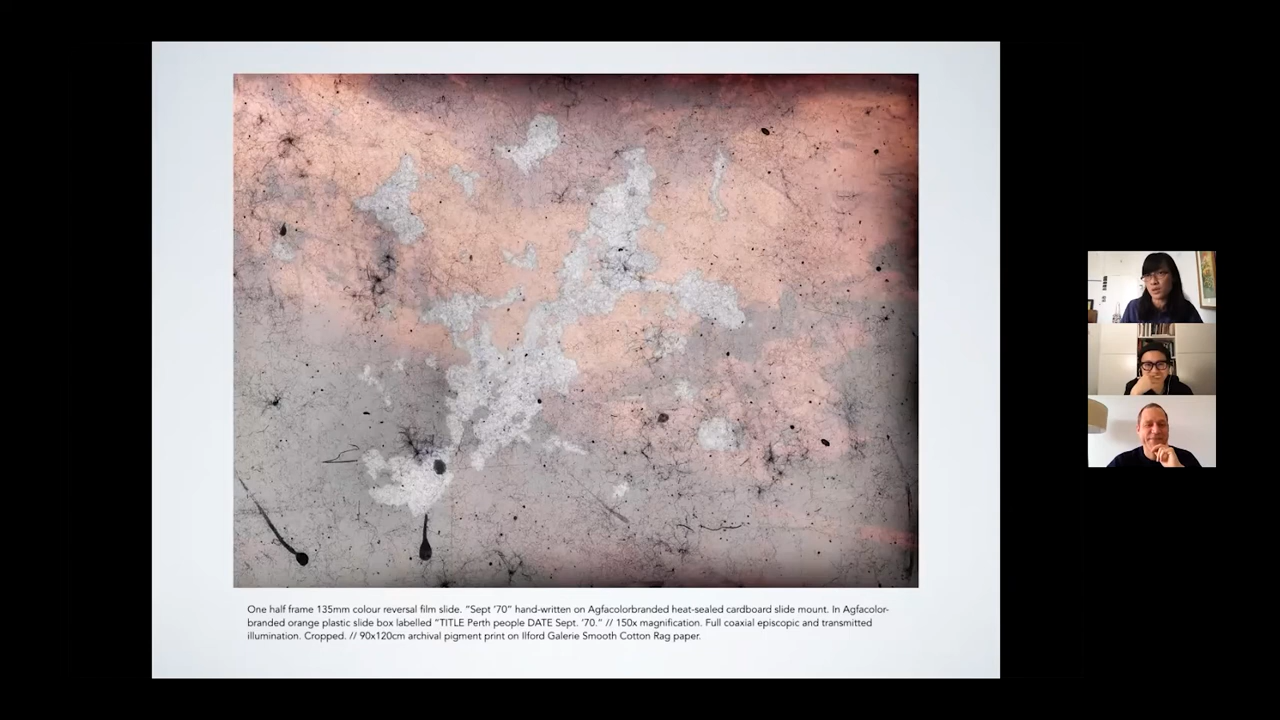 One half frame 135mm colour reversal film slide. “Sept ’70” hand-written on Agfacolorbranded heat-sealed cardboard slide mount. In Agfacolor-
branded orange plastic slide box labelled “TITLE Perth people DATE Sept. ’70.” // 150x magnification. Full coaxial episcopic and transmitted
illumination. Cropped. // 90x120cm archival pigment print on Ilford Galerie Smooth Cotton Rag paper.